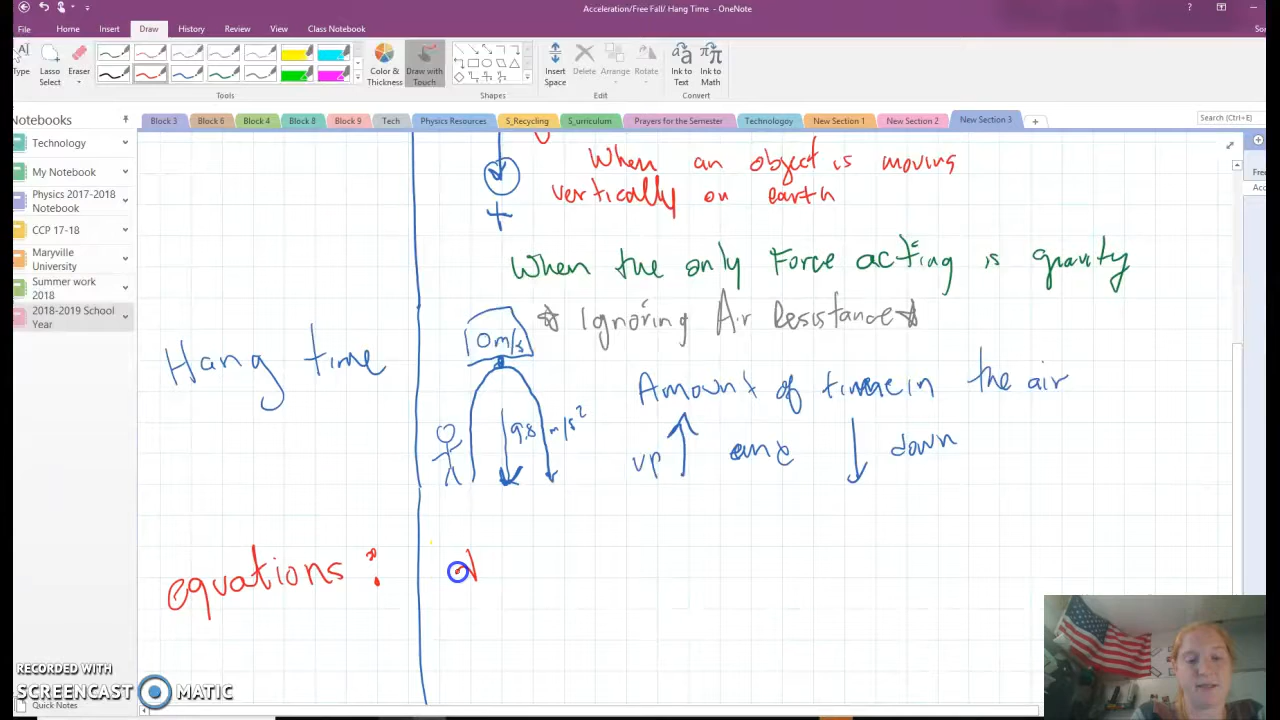 Acceleration/Free Fall/ Hang Time - OneNote
File Home Insert Draw History Review View Class Notebook
Type
Lasso Select
Eraser
Color & Thickness
Draw with Touch
Insert Space
Delete
Arrange
Rotate
Ink to Text
Ink to Math
Tools
Shapes
Edit
Convert
Notebooks
Block 3 Block 6 Block 4 Block 8 Block 9 Tech Physics Resources S_Recycling S_urriculum Prayers for the Semester Technologoy New Section 1 New Section 2 New Section 3
Search (Ctrl+E)
Technology
My Notebook
Physics 2017-2018 Notebook
CCP 17-18
Maryville University
Summer work 2018
2018-2019 School Year
Quick Notes
When an object is moving
vertically on earth
+
When the only Force acting is gravity
Ignoring Air Resistance
Hang time
0 m/s
9.8 m/s²
Amount of time in the air
up and down
equations :
RECORDED WITH
SCREENCAST MATIC